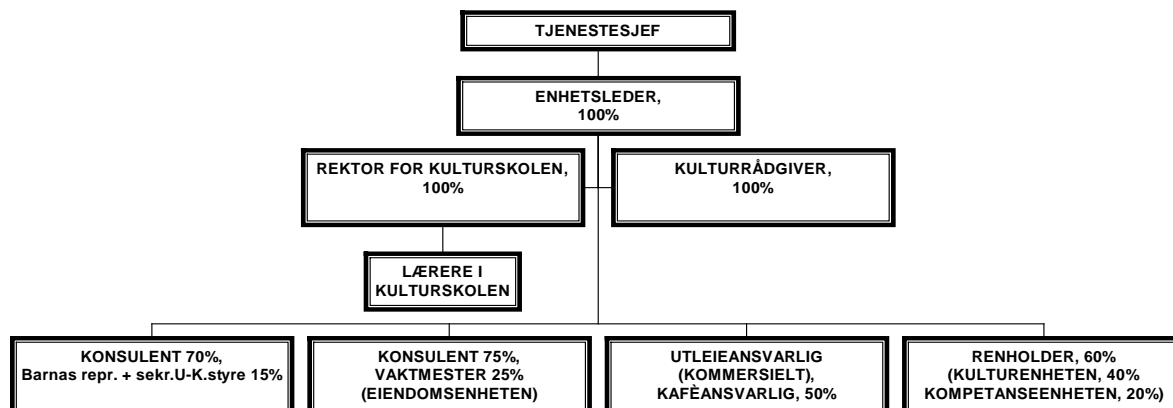 TJENESTESJEF
ENHETSLEDER,
100%
REKTOR FOR KULTURSKOLEN,
100%
KULTURRÅDGIVER,
100%
LÆRERE I
KULTURSKOLEN
KONSULENT 70%,
Barnas repr. + sekr.U-K.styre 15%
KONSULENT 75%,
VAKTMESTER 25%
(EIENDOMSENHETEN)
UTLEIEANSVARLIG
(KOMMERSIELT),
KAFÈANSVARLIG, 50%
RENHOLDER, 60%
(KULTURENHETEN, 40%
KOMPETANSEENHETEN, 20%)